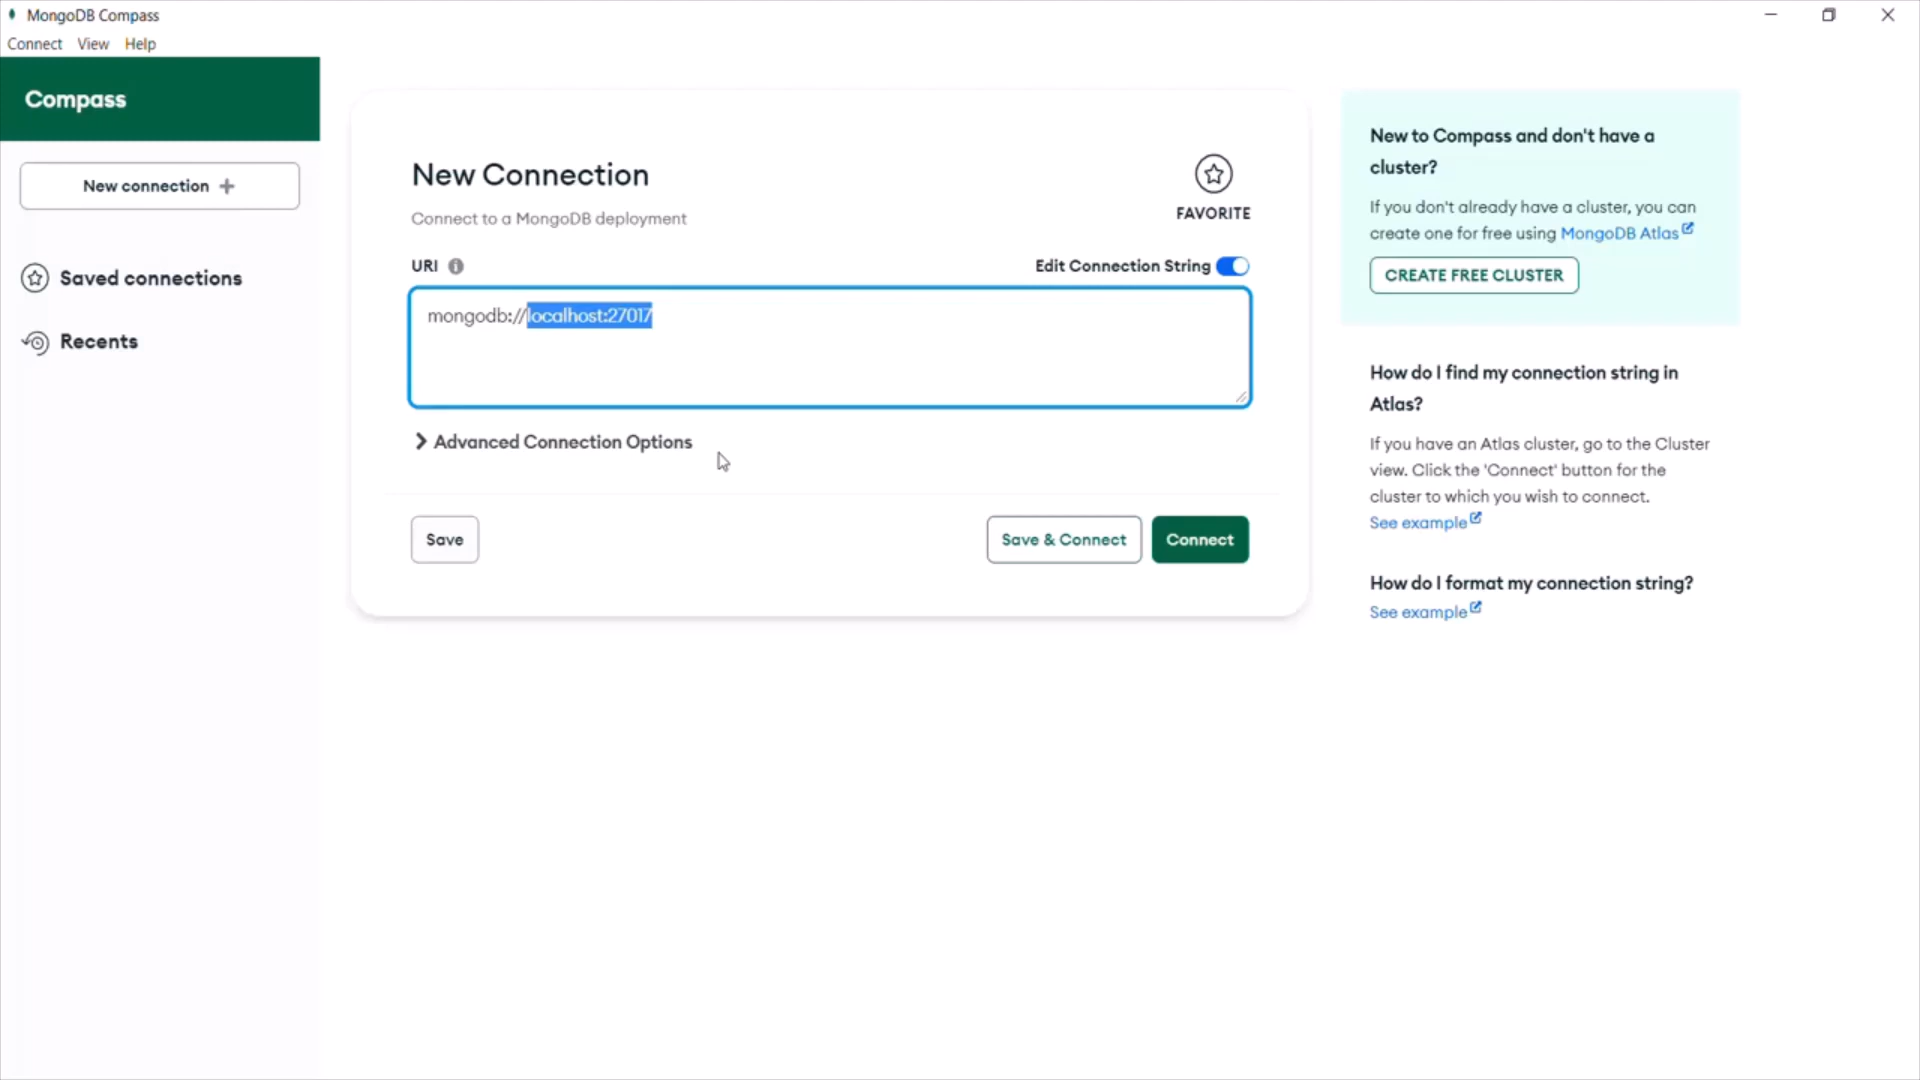 MongoDB Compass
Connect View Help
Compass
New connection
Saved connections
Recents
New Connection
Connect to a MongoDB deployment
FAVORITE
URI
Edit Connection String
mongodb://localhost:27017
Advanced Connection Options
Save
Save & Connect
Connect
New to Compass and don't have a
cluster?
If you don't already have a cluster, you can
create one for free using MongoDB Atlas
CREATE FREE CLUSTER
How do I find my connection string in
Atlas?
If you have an Atlas cluster, go to the Cluster
view. Click the 'Connect' button for the
cluster to which you wish to connect.
See example
How do I format my connection string?
See example